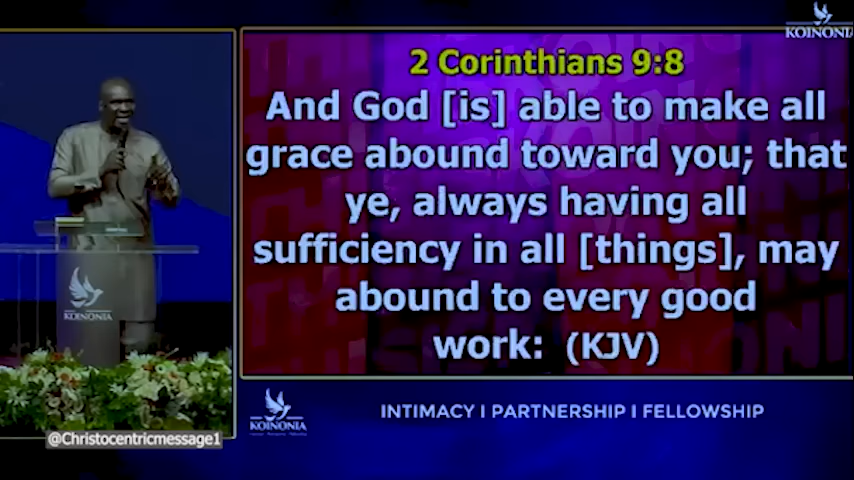 KOINONIA
2 Corinthians 9:8
And God [is] able to make all
grace abound toward you; that
ye, always having all
sufficiency in all [things], may
abound to every good
work: (KJV)
KOINONIA
KOINONIA
INTIMACY I PARTNERSHIP I FELLOWSHIP
@Christocentricmessage1